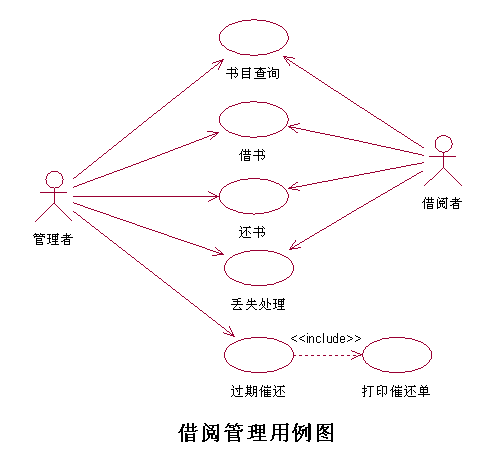 书目查询
借书
借阅者
还书
管理者
丢失处理
<<include>>
过期催还
打印催还单
借阅管理用例图